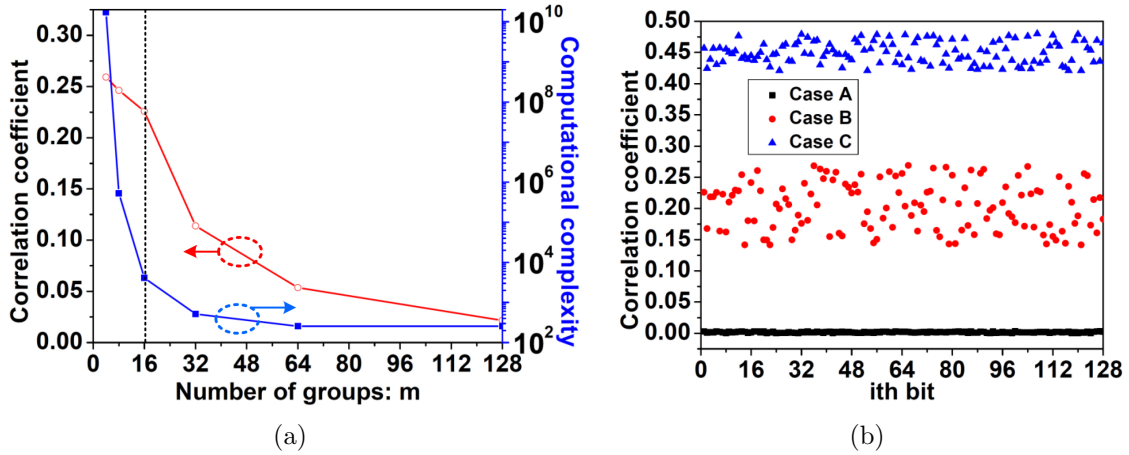 Correlation coefficient
0.30
0.25
0.20
0.15
0.10
0.05
0.00
0 16 32 48 64 80 96 112 128
Number of groups: m
10^10
10^8
10^6
10^4
10^2
Computational complexity
(a)
Correlation coefficient
0.50
0.45
0.40
0.35
0.30
0.25
0.20
0.15
0.10
0.05
0.00
Case A
Case B
Case C
0 16 32 48 64 80 96 112 128
ith bit
(b)